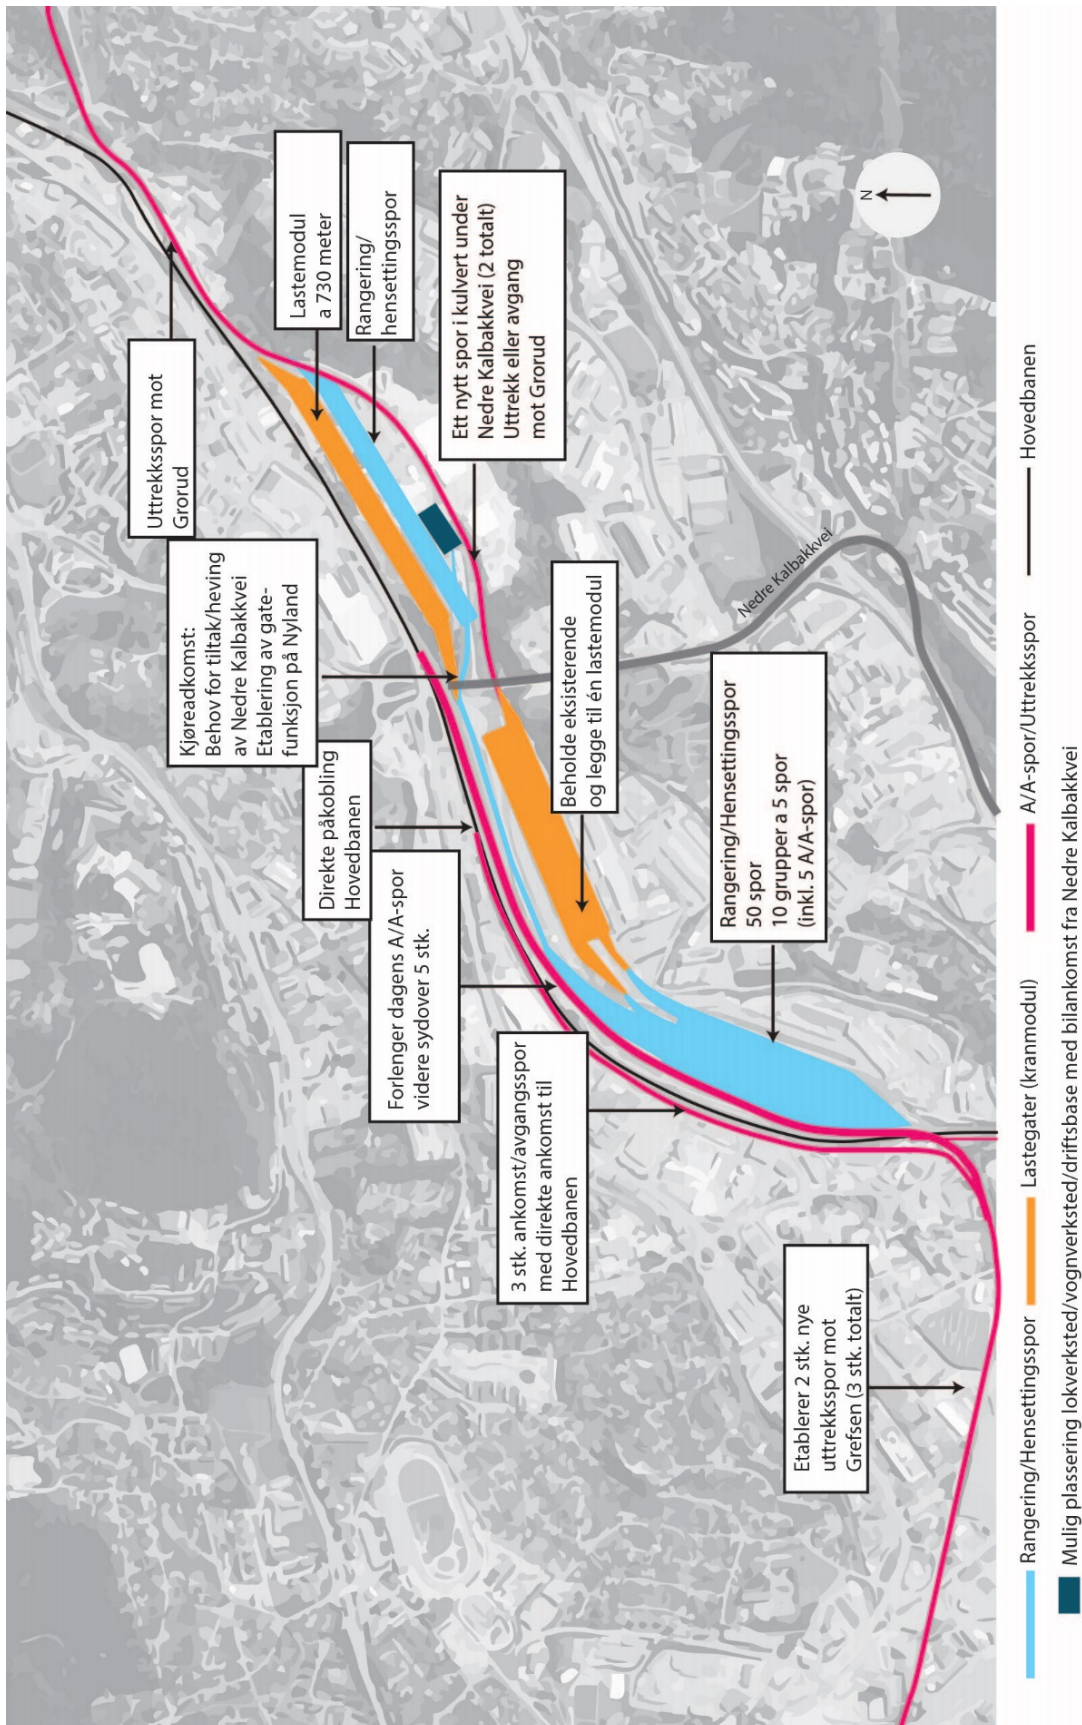 Uttrekksspor mot
Grorud
Lastemodul
a 730 meter
Rangering/
hensettingsspor
Kjøreadkomst:
Behov for tiltak/heving
av Nedre Kalbakkvei
Etablering av gate-
funksjon på Nyland
Ett nytt spor i kulvert under
Nedre Kalbakkvei (2 totalt)
Uttrekk eller avgang
mot Grorud
Direkte påkobling
Hovedbanen
Forlenger dagens A/A-spor
videre sydover 5 stk.
Beholde eksisterende
og legge til én lastemodul
3 stk. ankomst/avgangsspor
med direkte ankomst til
Hovedbanen
Rangering/Hensettingsspor
50 spor
10 grupper a 5 spor
(inkl. 5 A/A-spor)
Etablerer 2 stk. nye
uttrekksspor mot
Grefsen (3 stk. totalt)
Nedre Kalbakkvei
N
Rangering/Hensettingsspor
Lastegater (kranmodul)
A/A-spor/Uttrekksspor
Hovedbanen
Mulig plassering lokverksted/vognverksted/driftsbase med bilankomst fra Nedre Kalbakkvei